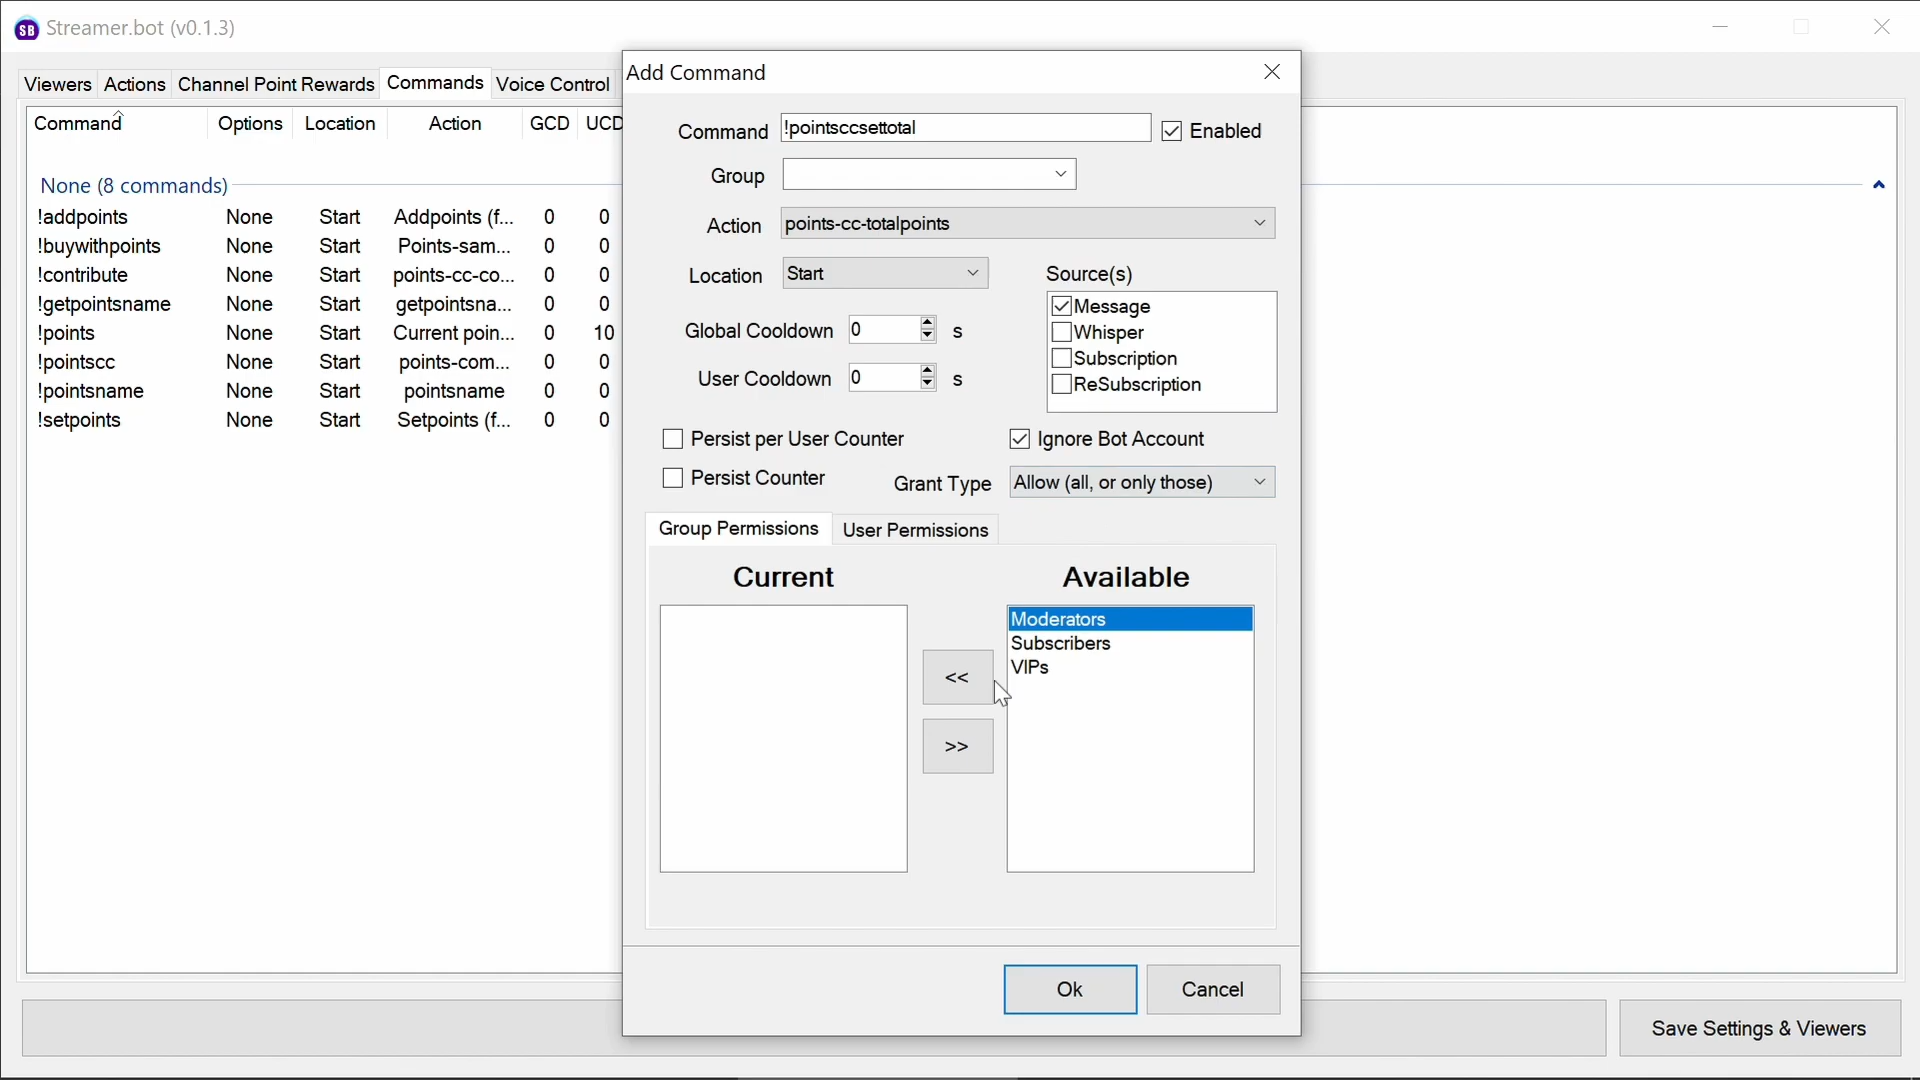 SB Streamer.bot (v0.1.3)
Viewers Actions Channel Point Rewards Commands Voice Control
Command Options Location Action GCD UCD
None (8 commands)
!addpoints None Start Addpoints (f... 0 0
!buywithpoints None Start Points-sam... 0 0
!contribute None Start points-cc-co... 0 0
!getpointsname None Start getpointsna... 0 0
!points None Start Current poin... 0 10
!pointscc None Start points-com... 0 0
!pointsname None Start pointsname 0 0
!setpoints None Start Setpoints (f... 0 0
Add Command
Command !pointsccsettotal Enabled
Group
Action points-cc-totalpoints
Location Start
Source(s)
Message
Whisper
Subscription
ReSubscription
Global Cooldown 0 s
User Cooldown 0 s
Persist per User Counter Ignore Bot Account
Persist Counter Grant Type Allow (all, or only those)
Group Permissions User Permissions
Current Available
Moderators
Subscribers
VIPs
<<
>>
Ok Cancel
Save Settings & Viewers